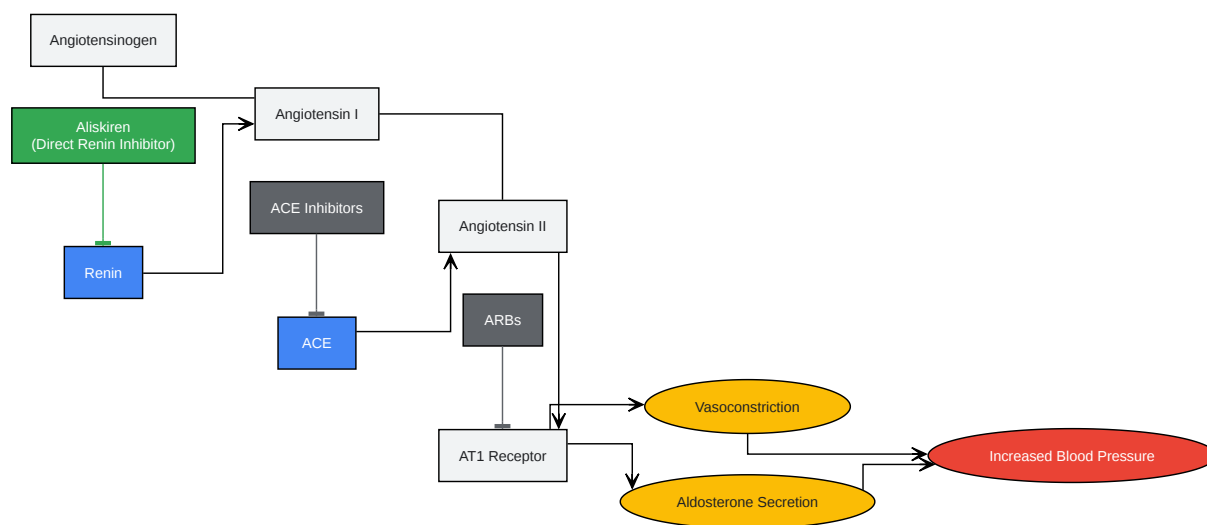 Angiotensinogen
Angiotensin I
Aliskiren
(Direct Renin Inhibitor)
ACE Inhibitors
Angiotensin II
Renin
ARBs
ACE
Vasoconstriction
AT1 Receptor
Increased Blood Pressure
Aldosterone Secretion